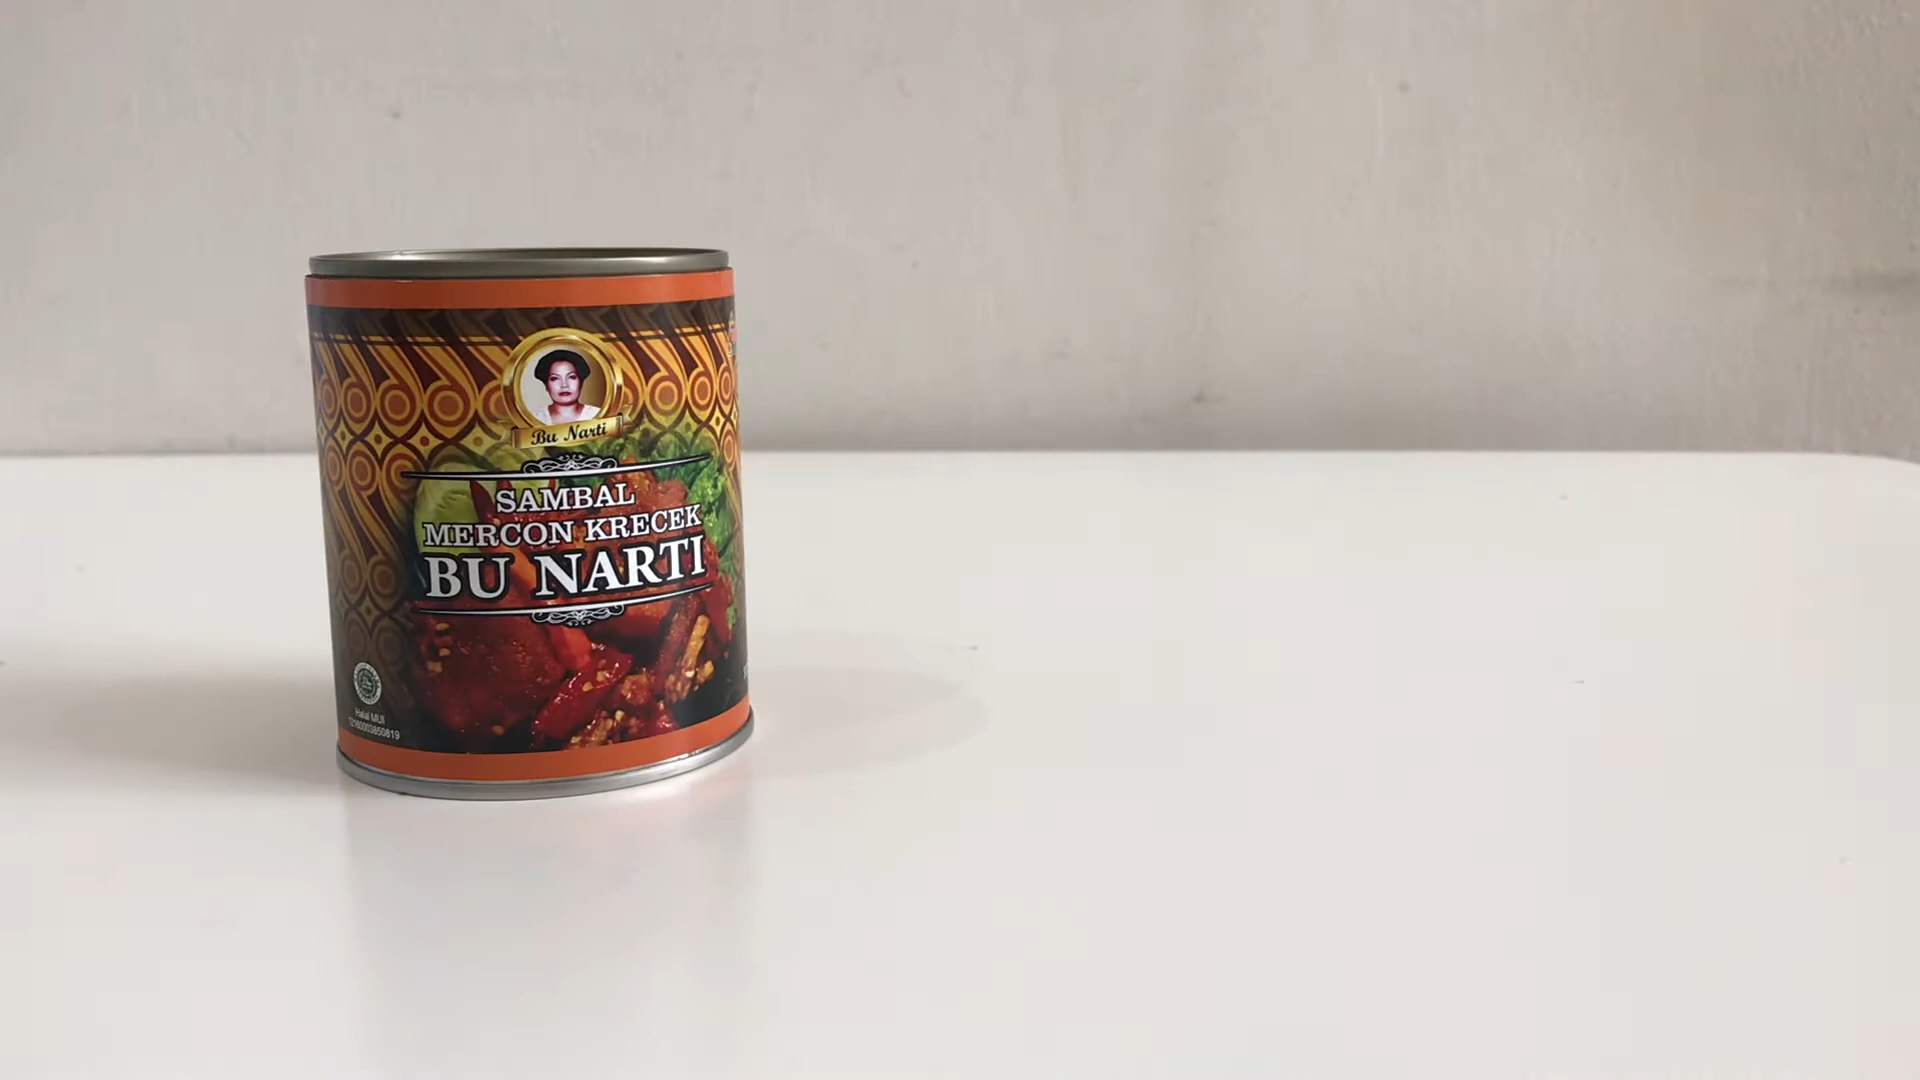 Bu Narti
SAMBAL
MERCON KRECEK
BU NARTI
Halal MUI